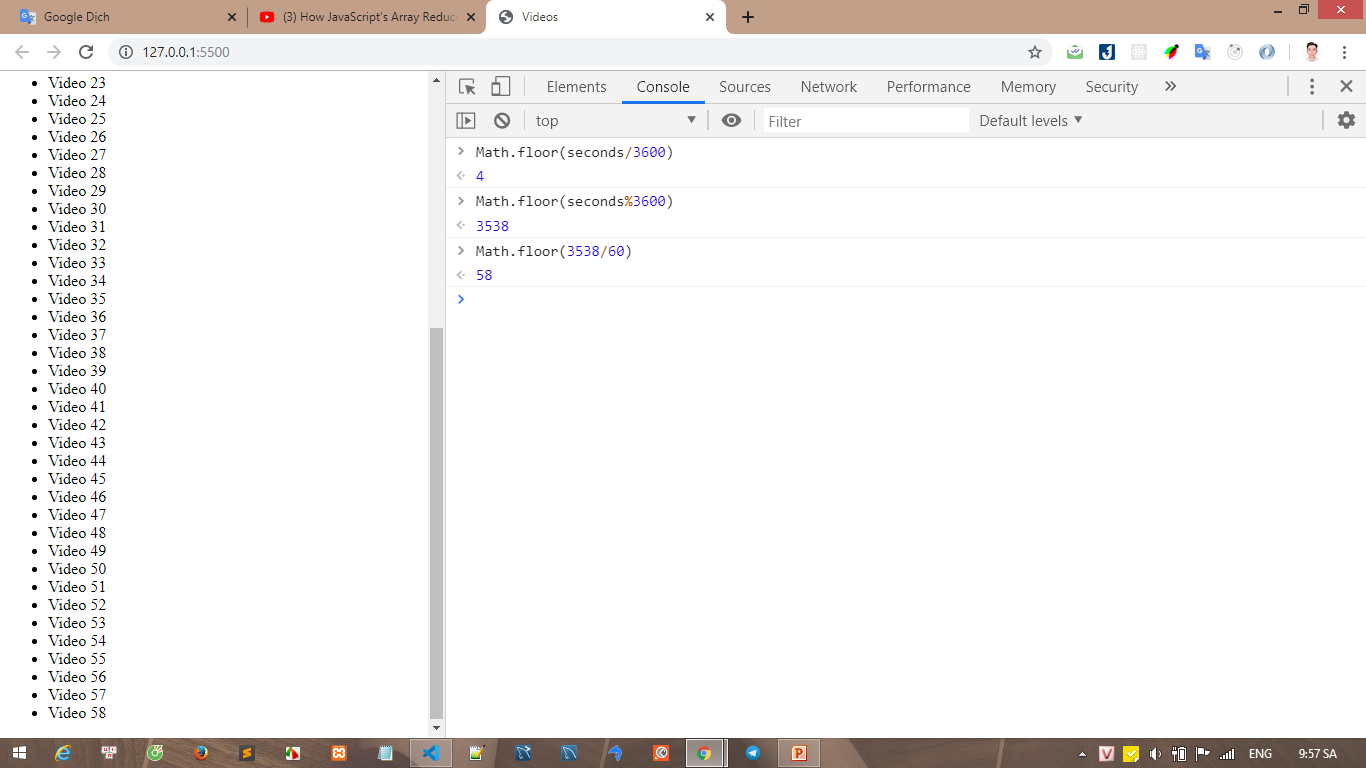 Google Dịch
(3) How JavaScript's Array Reduc
Videos
127.0.0.1:5500
Video 23
Video 24
Video 25
Video 26
Video 27
Video 28
Video 29
Video 30
Video 31
Video 32
Video 33
Video 34
Video 35
Video 36
Video 37
Video 38
Video 39
Video 40
Video 41
Video 42
Video 43
Video 44
Video 45
Video 46
Video 47
Video 48
Video 49
Video 50
Video 51
Video 52
Video 53
Video 54
Video 55
Video 56
Video 57
Video 58
Elements Console Sources Network Performance Memory Security
top Filter Default levels
Math.floor(seconds/3600)
4
Math.floor(seconds%3600)
3538
Math.floor(3538/60)
58
ENG 9:57 SA